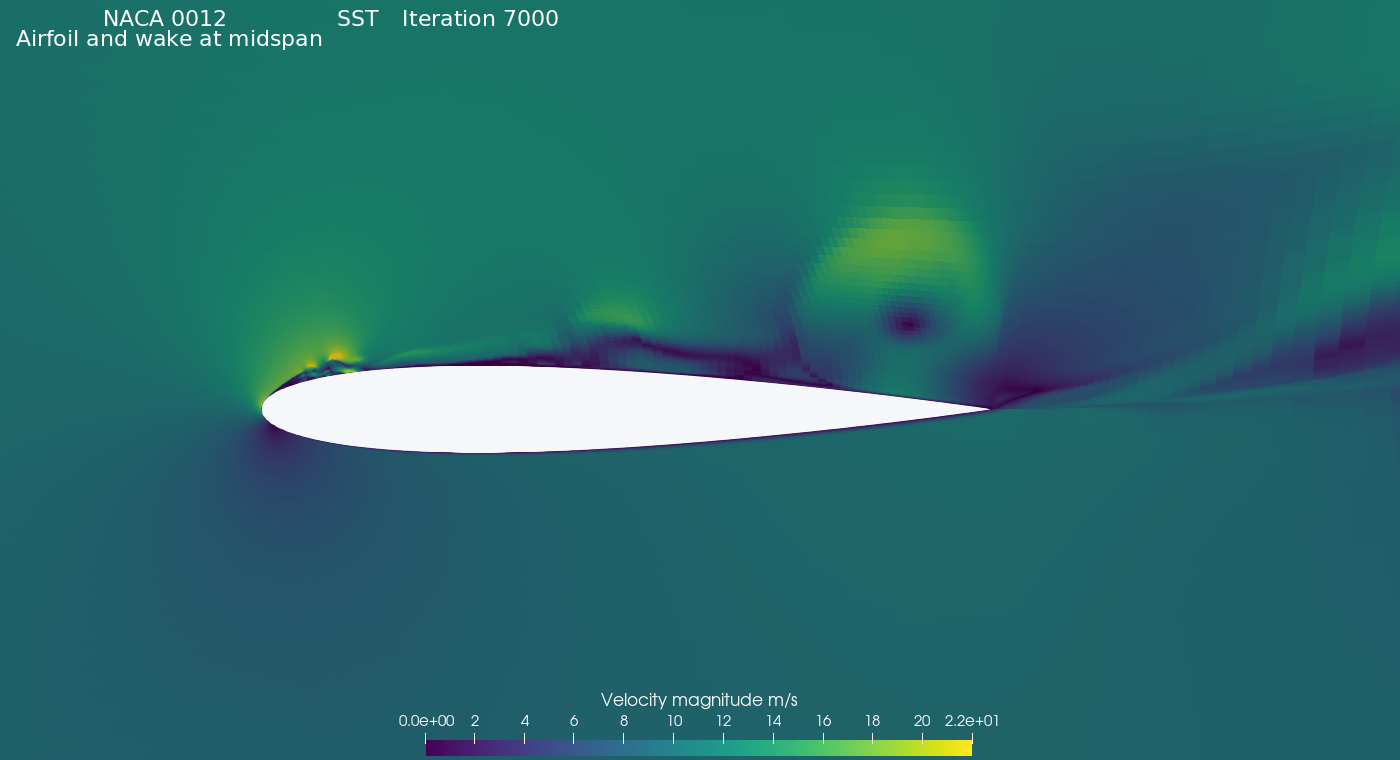 NACA 0012 SST Iteration 7000
Airfoil and wake at midspan
Velocity magnitude m/s
0.0e+00 2 4 6 8 10 12 14 16 18 20 2.2e+01